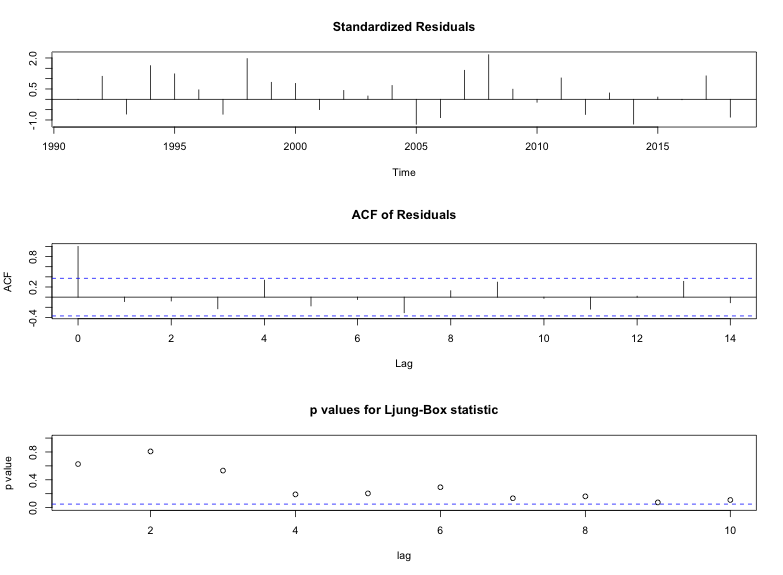 Standardized Residuals
-1.0 0.5 2.0
1990 1995 2000 2005 2010 2015
Time
ACF of Residuals
ACF
-0.4 0.2 0.8
0 2 4 6 8 10 12 14
Lag
p values for Ljung-Box statistic
p value
0.0 0.4 0.8
2 4 6 8 10
lag